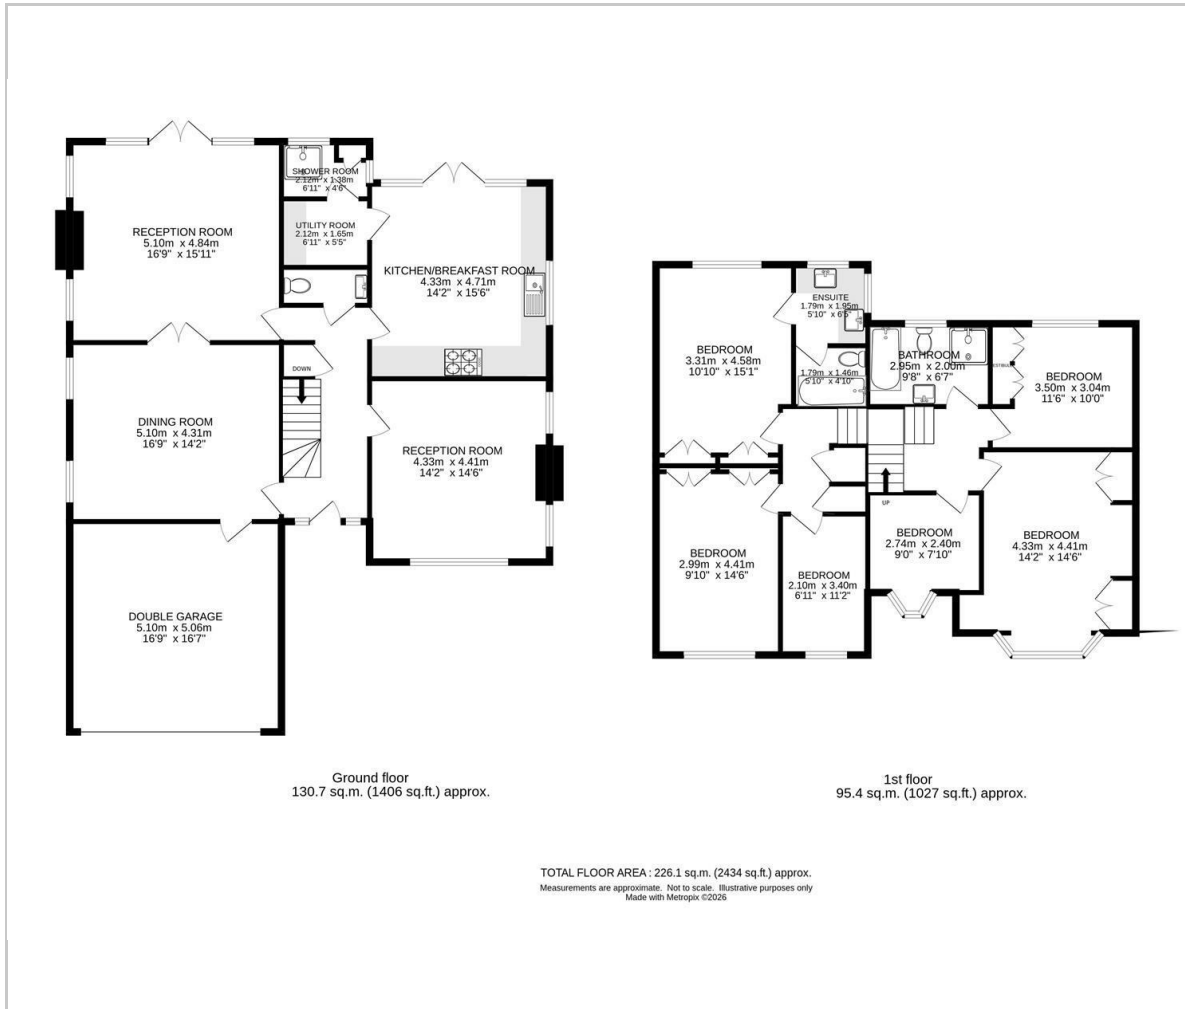 SHOWER ROOM
2.12m x 1.38m
6'11" x 4'6"
RECEPTION ROOM
5.10m x 4.84m
16'9" x 15'11"
UTILITY ROOM
2.12m x 1.65m
6'11" x 5'5"
KITCHEN/BREAKFAST ROOM
4.33m x 4.71m
14'2" x 15'6"
DOWN
DINING ROOM
5.10m x 4.31m
16'9" x 14'2"
RECEPTION ROOM
4.33m x 4.41m
14'2" x 14'6"
DOUBLE GARAGE
5.10m x 5.06m
16'9" x 16'7"
Ground floor
130.7 sq.m. (1406 sq.ft.) approx.
ENSUITE
1.79m x 1.95m
5'10" x 6'5"
BEDROOM
3.31m x 4.58m
10'10" x 15'1"
1.79m x 1.46m
5'10" x 4'10"
BATHROOM
2.95m x 2.00m
9'8" x 6'7"
BEDROOM
3.50m x 3.04m
11'6" x 10'0"
UP
BEDROOM
2.74m x 2.40m
9'0" x 7'10"
BEDROOM
4.33m x 4.41m
14'2" x 14'6"
BEDROOM
2.99m x 4.41m
9'10" x 14'6"
BEDROOM
2.10m x 3.40m
6'11" x 11'2"
1st floor
95.4 sq.m. (1027 sq.ft.) approx.
TOTAL FLOOR AREA : 226.1 sq.m. (2434 sq.ft.) approx.
Measurements are approximate. Not to scale. Illustrative purposes only
Made with Metropix ©2026